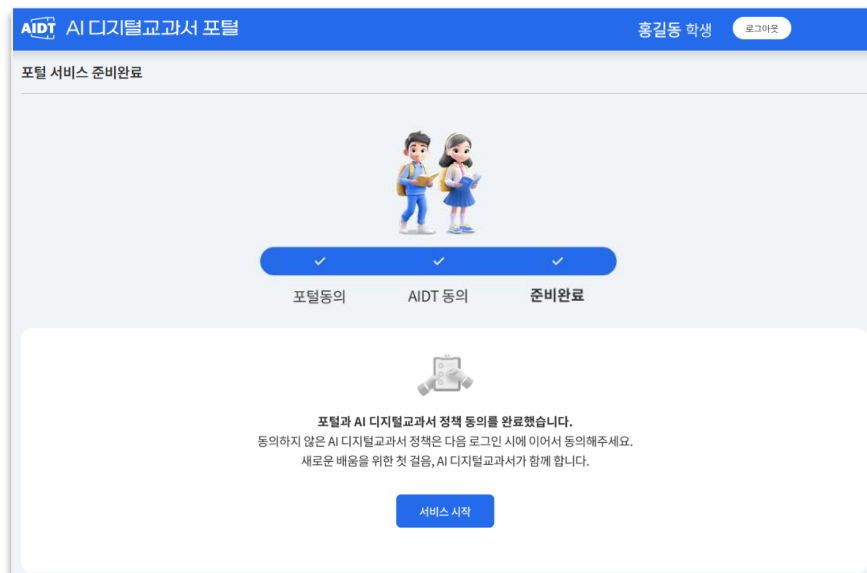 AIDT AI 디지털교과서 포털
홍길동 학생 로그아웃
포털 서비스 준비완료
포털동의 AIDT 동의 준비완료
포털과 AI 디지털교과서 정책 동의를 완료했습니다.
동의하지 않은 AI 디지털교과서 정책은 다음 로그인 시에 이어서 동의해주세요.
새로운 배움을 위한 첫 걸음, AI 디지털교과서가 함께 합니다.
서비스 시작